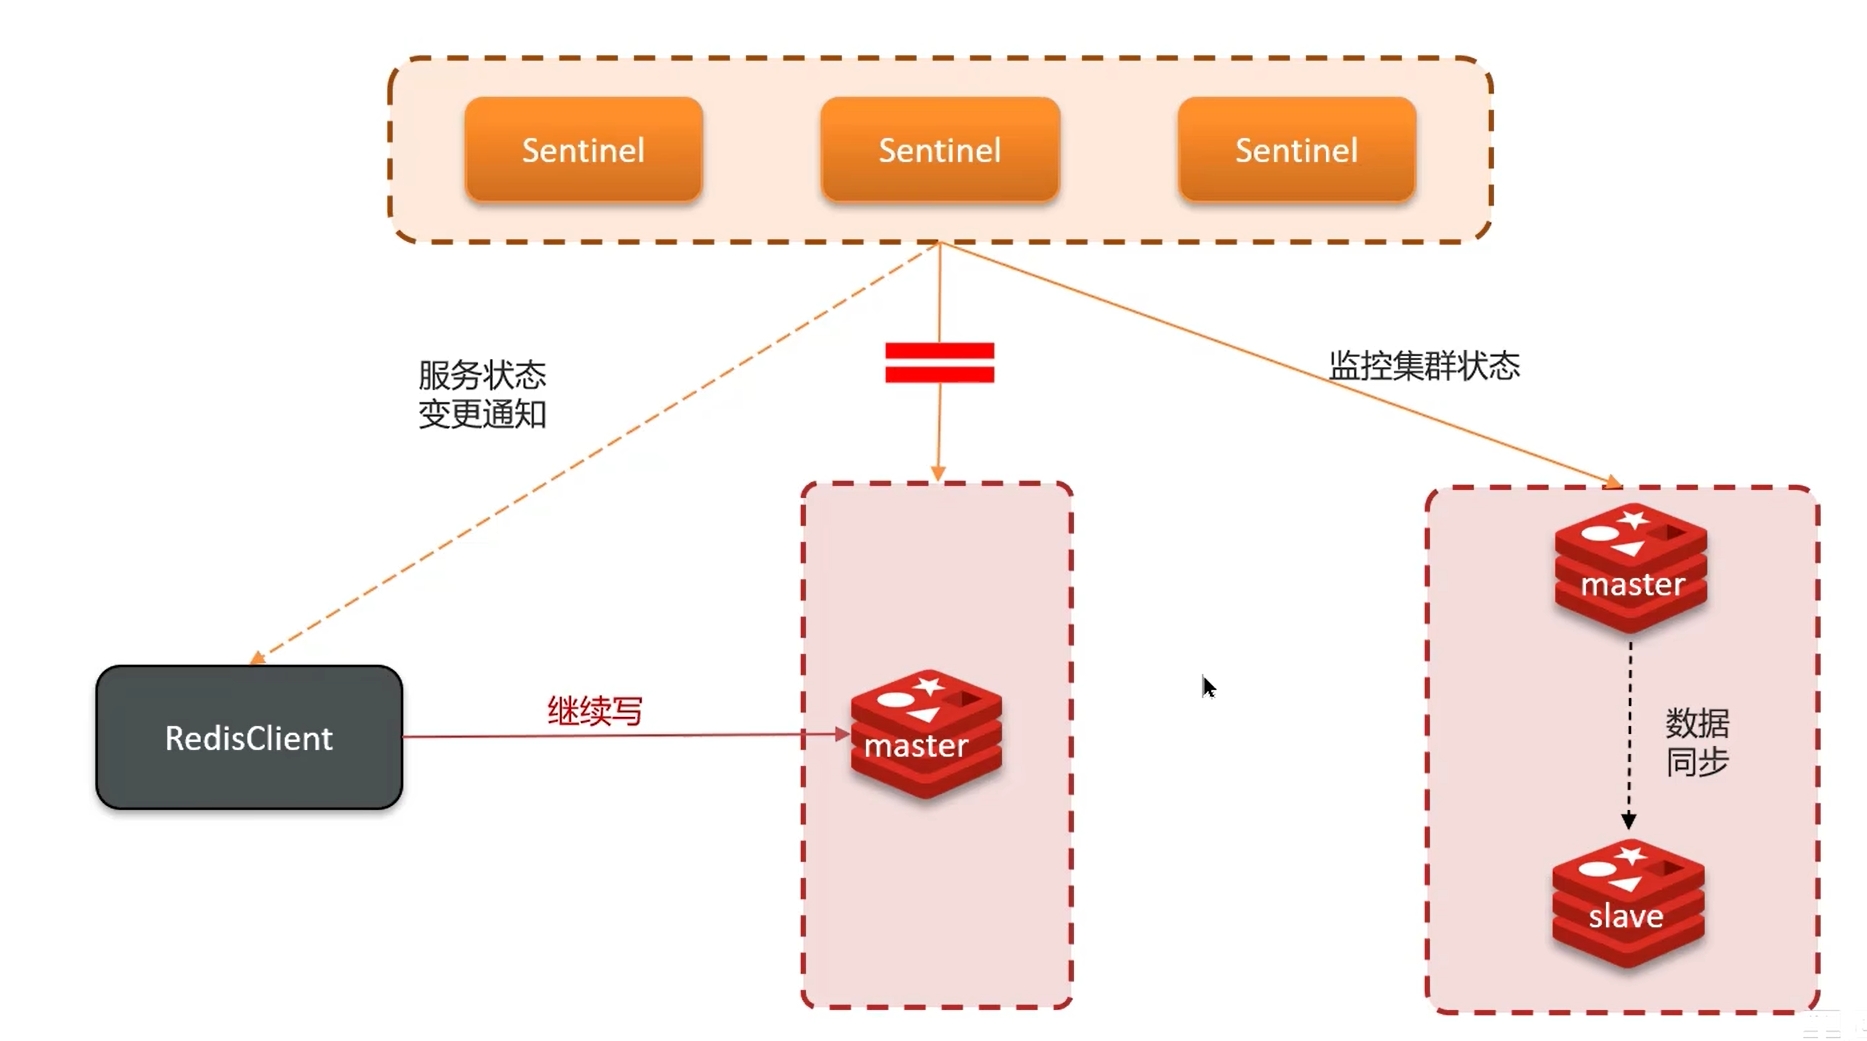 Sentinel
Sentinel
Sentinel
服务状态
变更通知
监控集群状态
RedisClient
继续写
master
master
数据
同步
slave